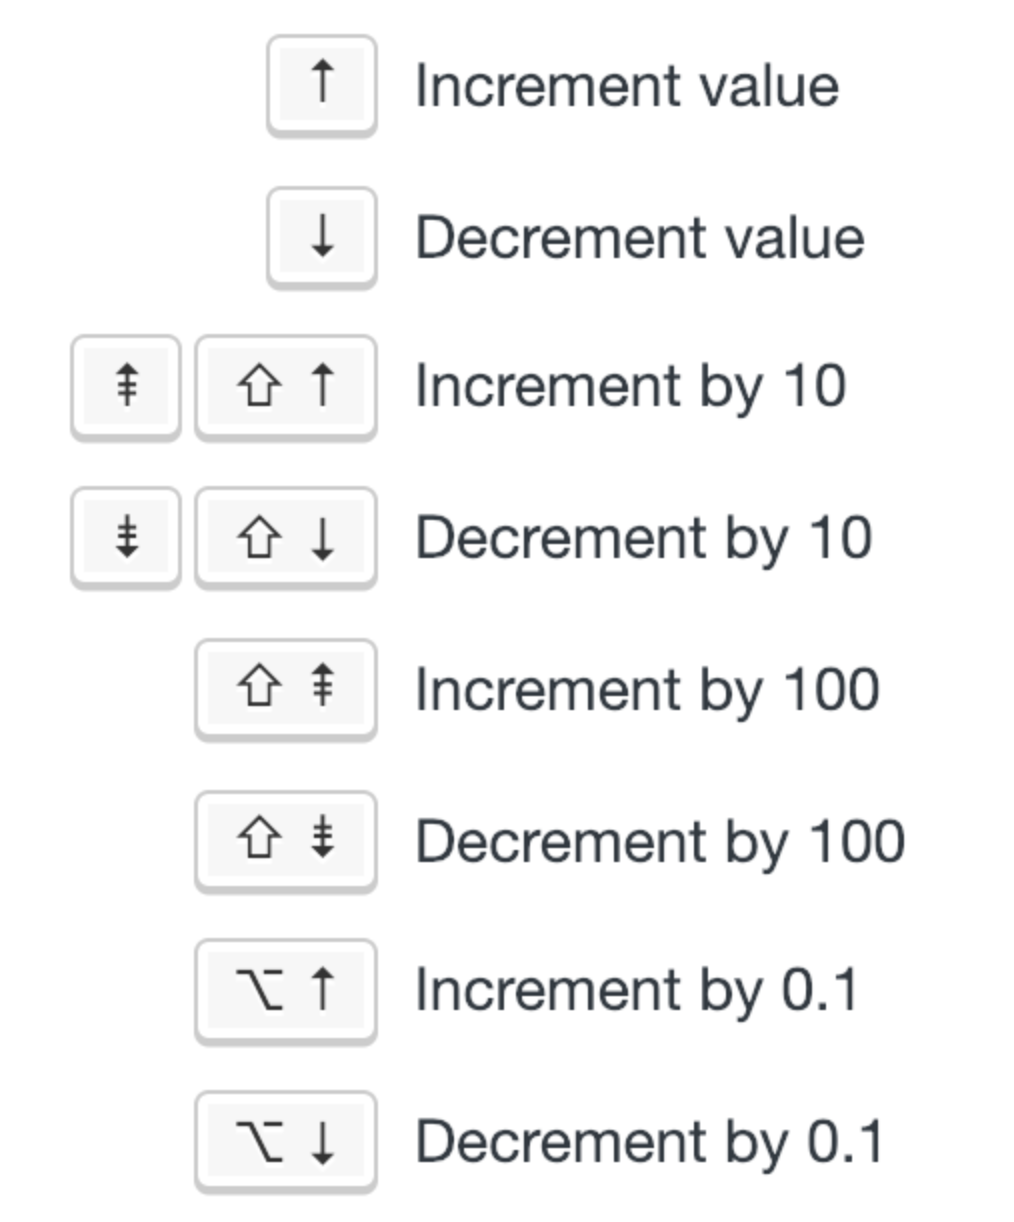 ↑ Increment value
↓ Decrement value
⇞ ⇧ ↑ Increment by 10
⇟ ⇧ ↓ Decrement by 10
⇧ ⇞ Increment by 100
⇧ ⇟ Decrement by 100
⌥ ↑ Increment by 0.1
⌥ ↓ Decrement by 0.1